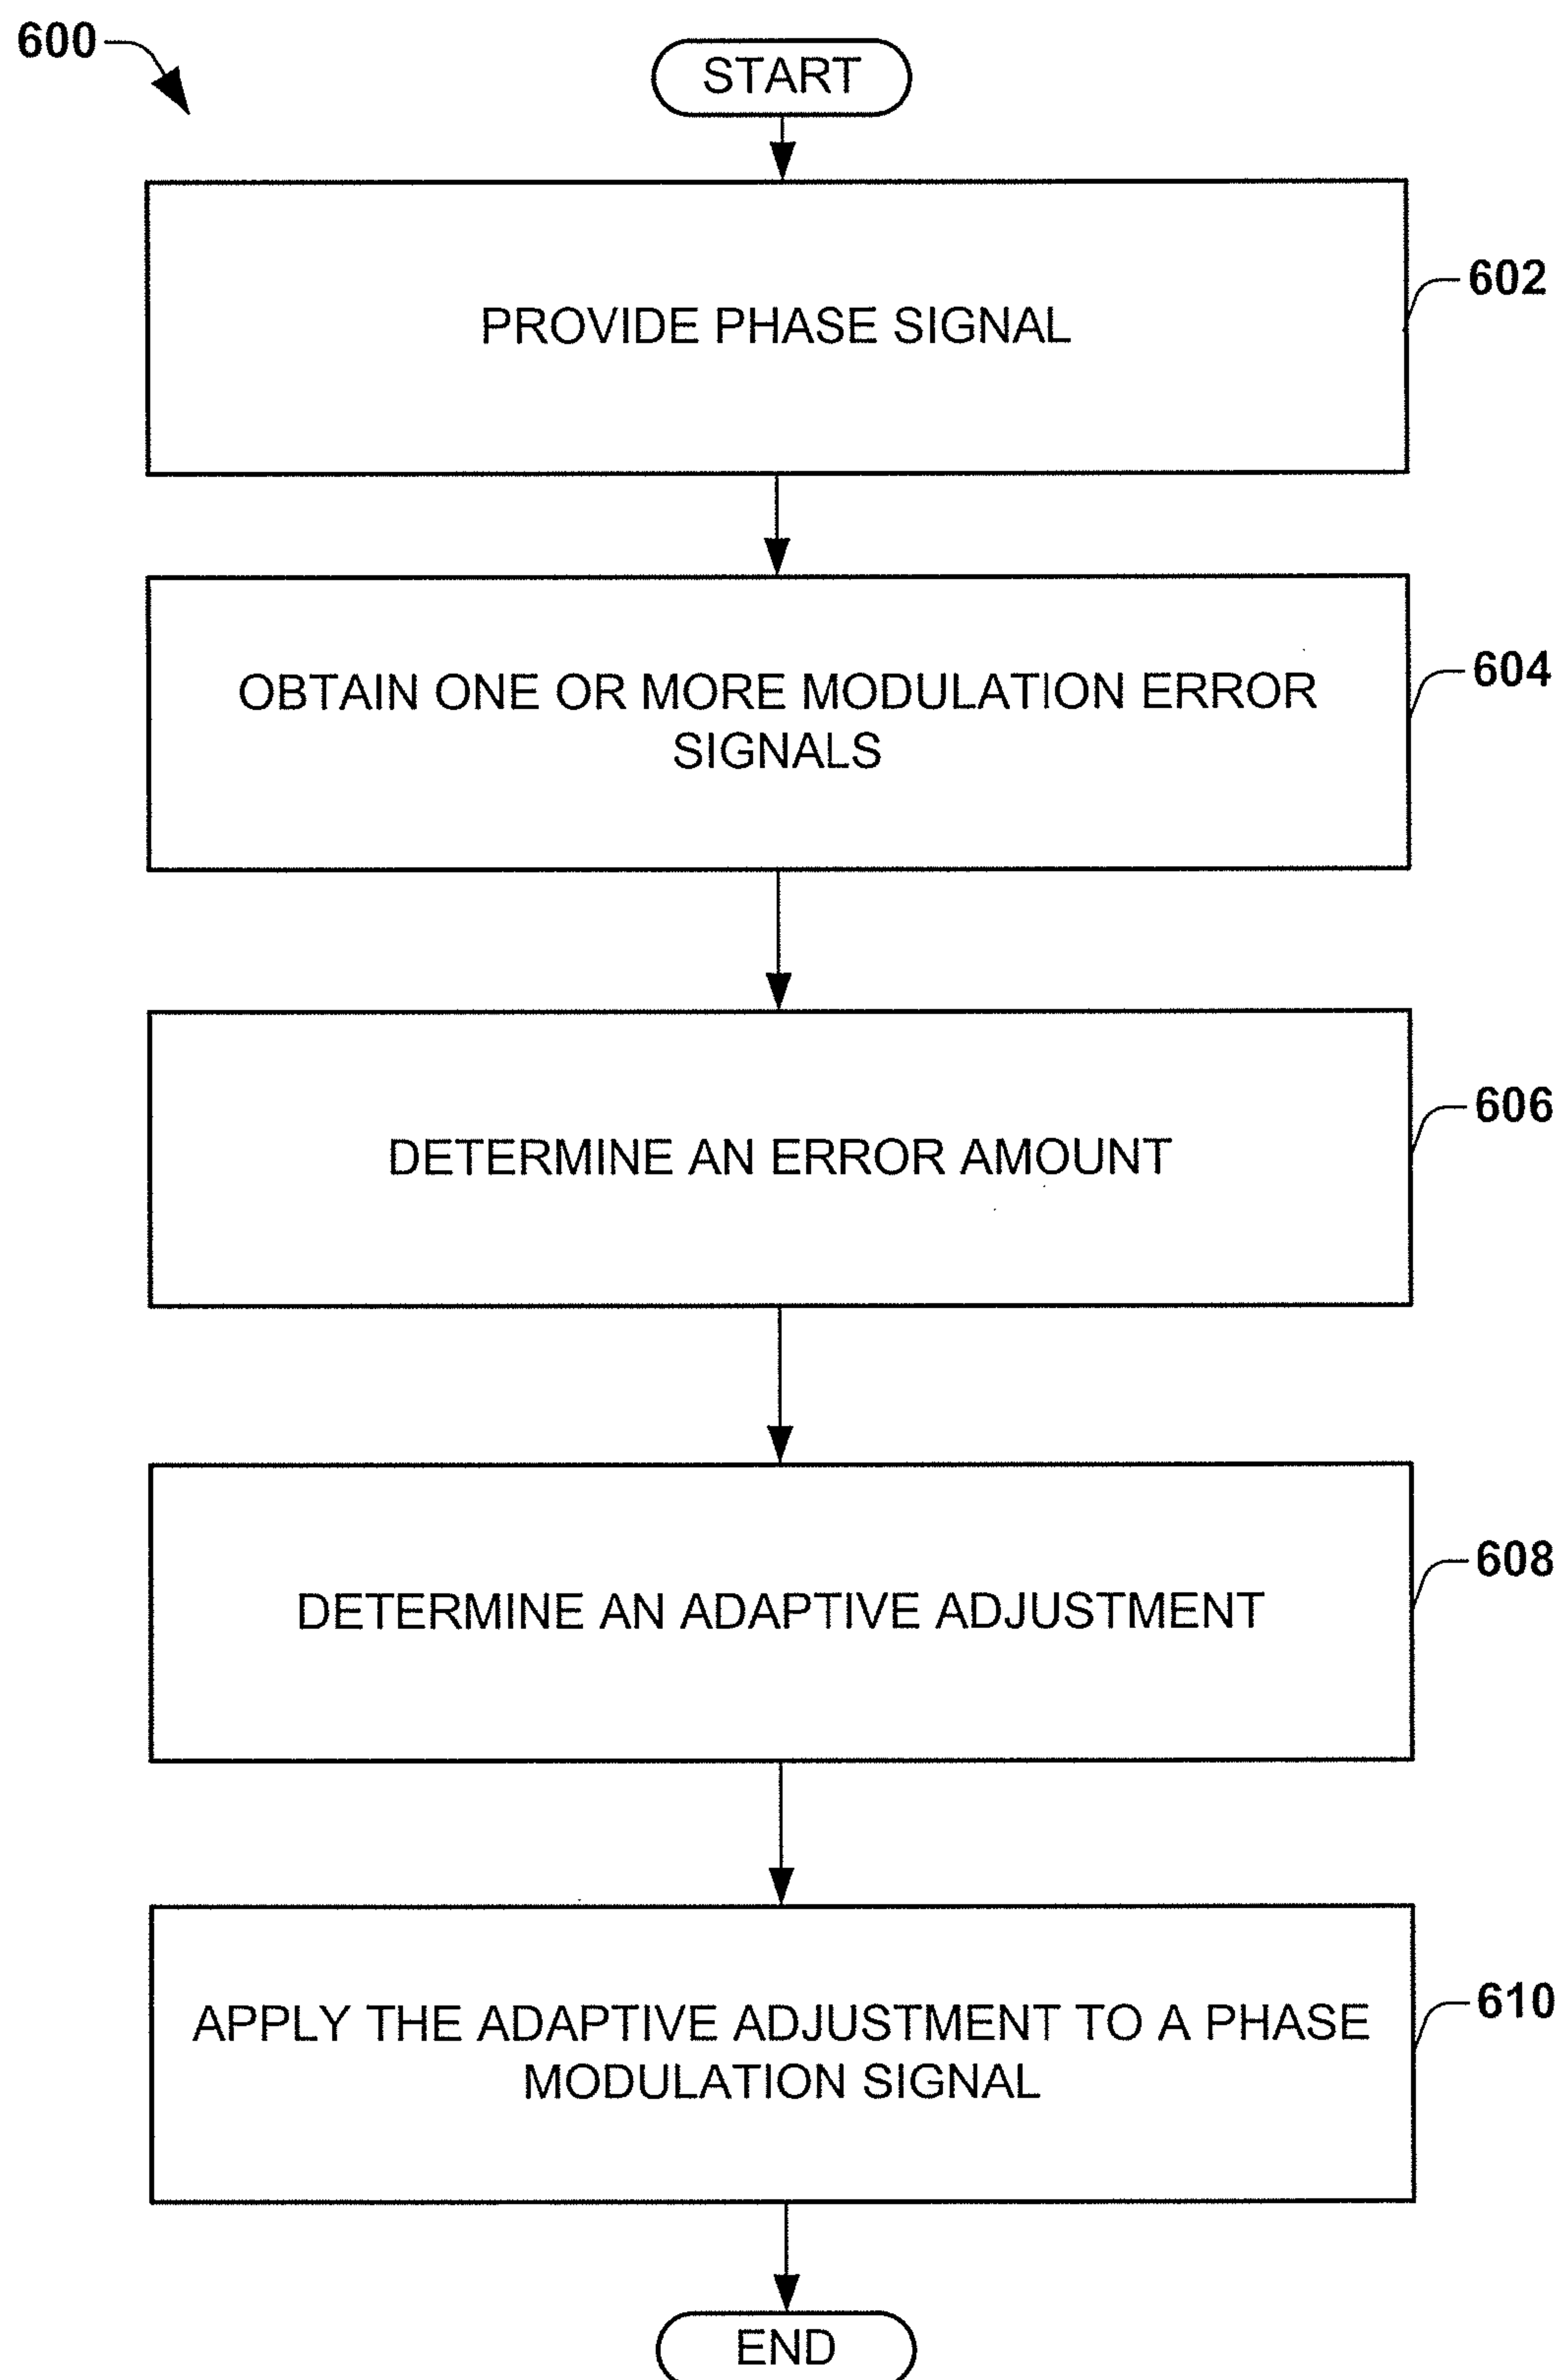 600
START
PROVIDE PHASE SIGNAL
602
OBTAIN ONE OR MORE MODULATION ERROR
SIGNALS
604
DETERMINE AN ERROR AMOUNT
606
DETERMINE AN ADAPTIVE ADJUSTMENT
608
APPLY THE ADAPTIVE ADJUSTMENT TO A PHASE
MODULATION SIGNAL
610
END